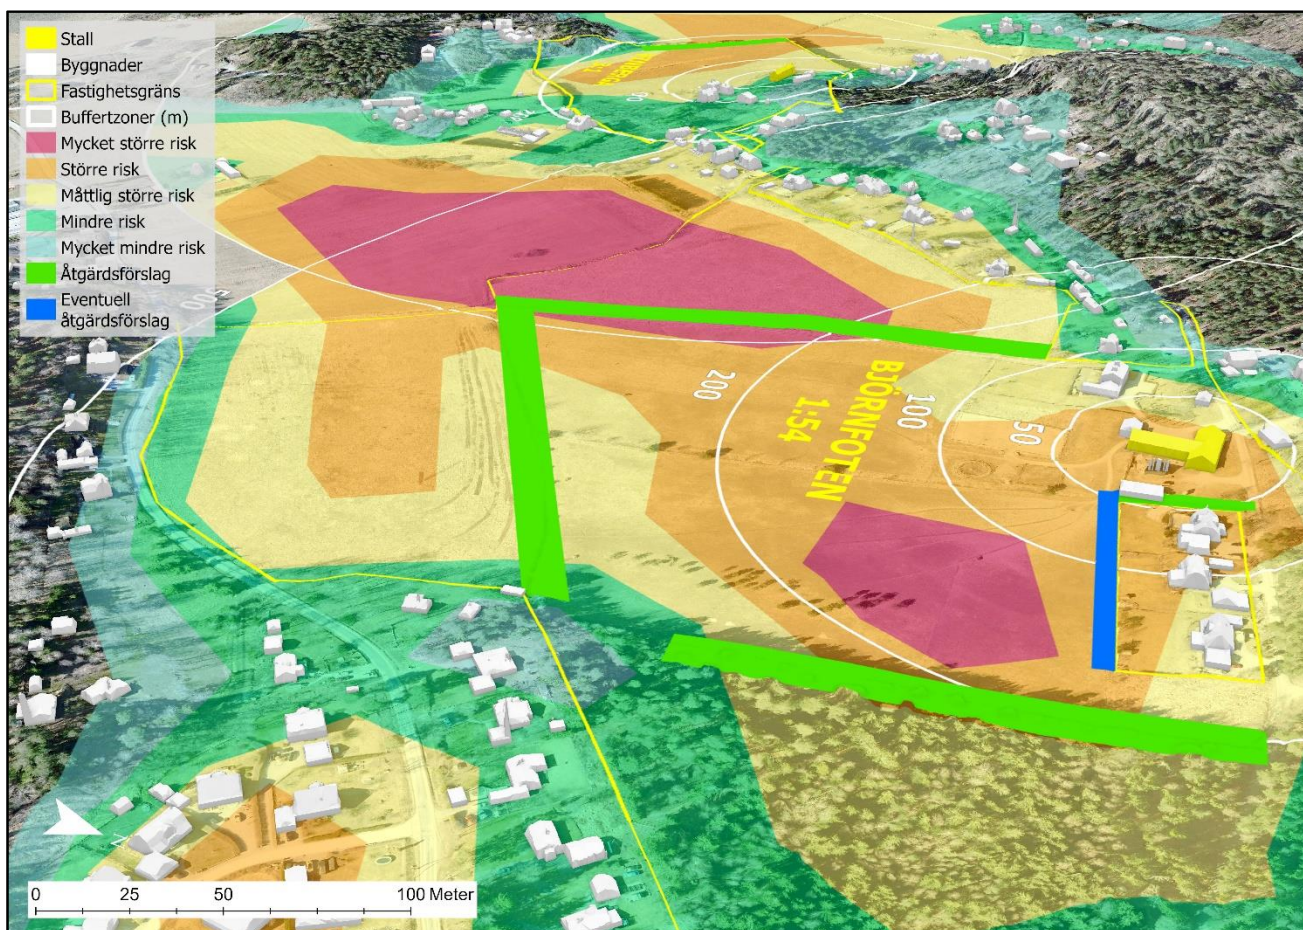 Stall
Byggnader
Fastighetsgräns
Buffertzoner (m)
Mycket större risk
Större risk
Måttlig större risk
Mindre risk
Mycket mindre risk
Åtgärdsförslag
Eventuell
åtgärdsförslag
500
200
100
50
BJÖRNFOTEN
1:54
0 25 50 100 Meter